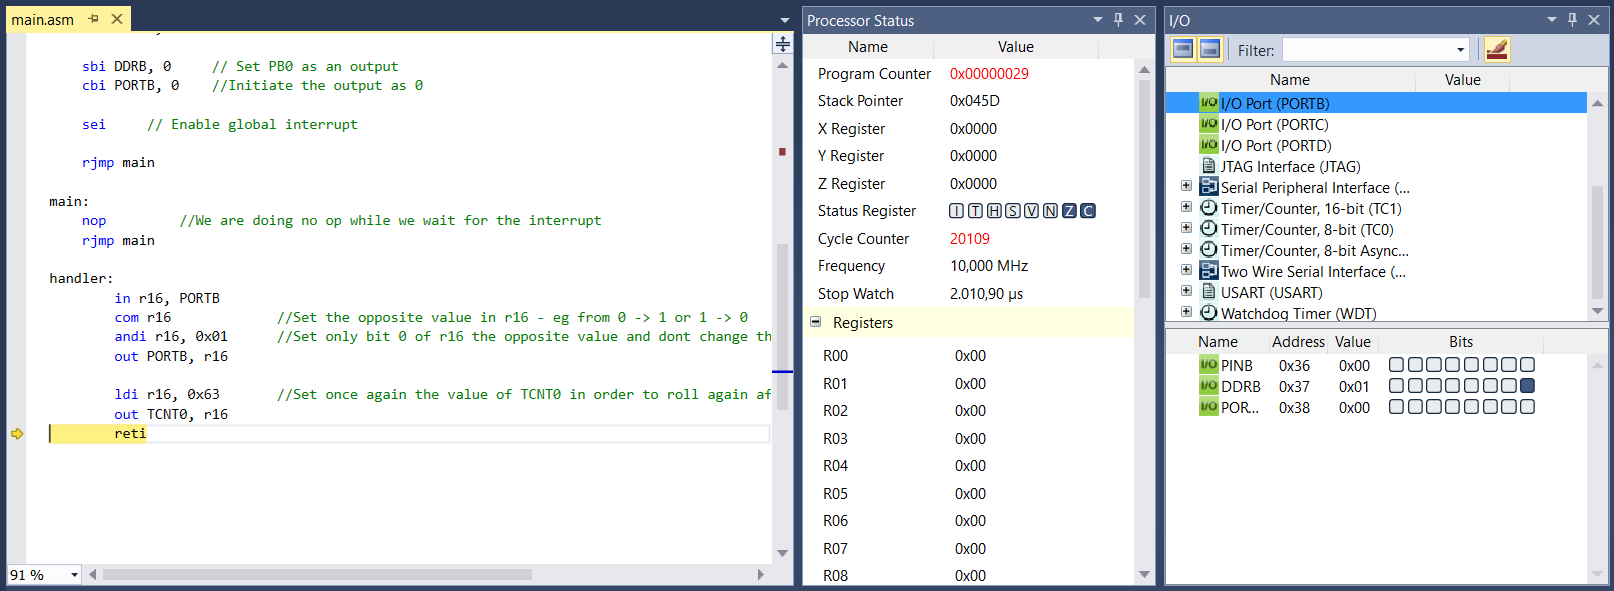 main.asm
sbi DDRB, 0     // Set PB0 as an output
cbi PORTB, 0    //Initiate the output as 0
sei     // Enable global interrupt
rjmp main
main:
nop         //We are doing no op while we wait for the interrupt
rjmp main
handler:
in r16, PORTB
com r16             //Set the opposite value in r16 - eg from 0 -> 1 or 1 -> 0
andi r16, 0x01      //Set only bit 0 of r16 the opposite value and dont change th
out PORTB, r16
ldi r16, 0x63       //Set once again the value of TCNT0 in order to roll again af
out TCNT0, r16
reti
91 %
Processor Status
Name Value
Program Counter 0x00000029
Stack Pointer 0x045D
X Register 0x0000
Y Register 0x0000
Z Register 0x0000
Status Register I T H S V N Z C
Cycle Counter 20109
Frequency 10,000 MHz
Stop Watch 2.010,90 µs
Registers
R00 0x00
R01 0x00
R02 0x00
R03 0x00
R04 0x00
R05 0x00
R06 0x00
R07 0x00
R08 0x00
I/O
Filter:
Name Value
I/O I/O Port (PORTB)
I/O I/O Port (PORTC)
I/O I/O Port (PORTD)
JTAG Interface (JTAG)
Serial Peripheral Interface (...
Timer/Counter, 16-bit (TC1)
Timer/Counter, 8-bit (TC0)
Timer/Counter, 8-bit Async...
Two Wire Serial Interface (...
USART (USART)
Watchdog Timer (WDT)
Name Address Value Bits
I/O PINB 0x36 0x00
I/O DDRB 0x37 0x01
I/O POR... 0x38 0x00